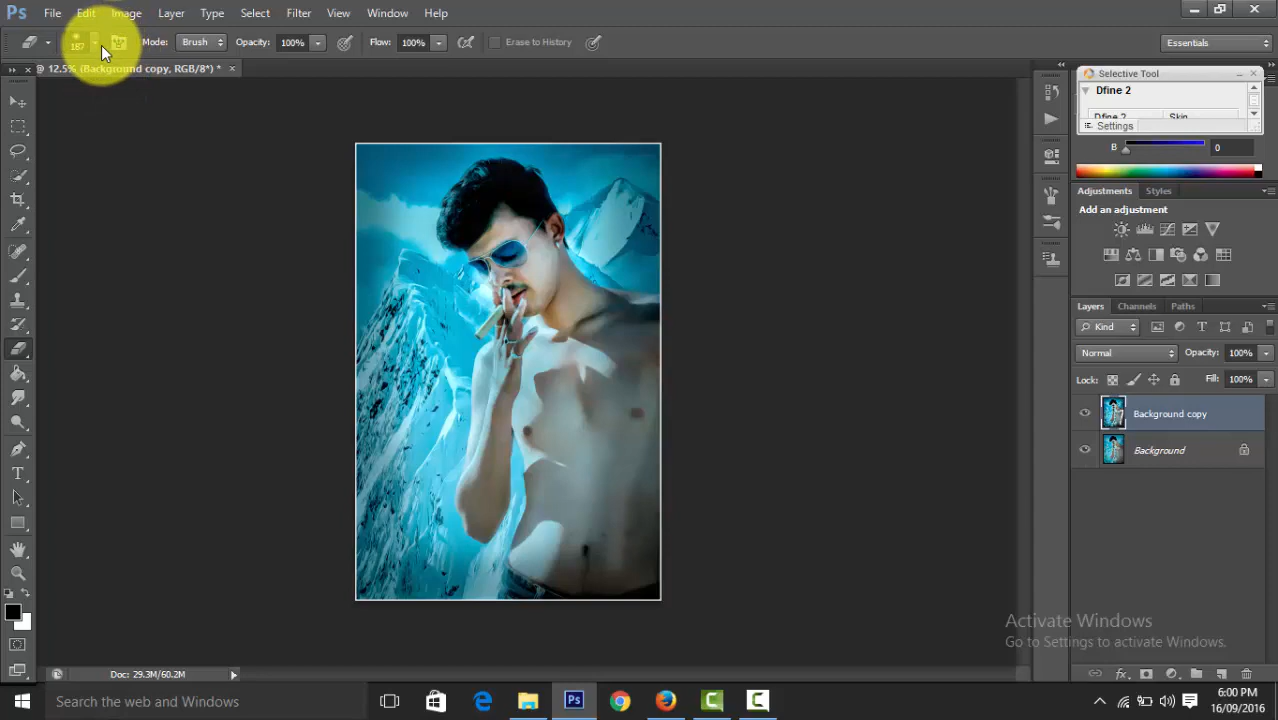 Ps File Edit Image Layer Type Select Filter View Window Help
187 Mode: Brush Opacity: 100% Flow: 100% Erase to History Essentials
@ 12.5% (Background copy, RGB/8*) * ×
Selective Tool
Dfine 2
Dfine 2 Skin
Settings
B 0
Adjustments Styles
Add an adjustment
Layers Channels Paths
Kind
Normal Opacity: 100%
Lock: Fill: 100%
Background copy
Background
Activate Windows
Go to Settings to activate Windows.
Doc: 29.3M/60.2M
Search the web and Windows
6:00 PM
16/09/2016